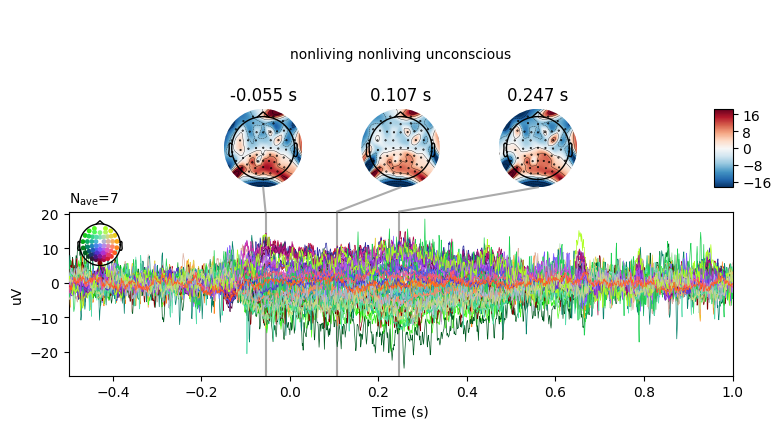 nonliving nonliving unconscious
-0.055 s 0.107 s 0.247 s
16
8
0
−8
−16
Nave=7
20
10
0
−10
−20
uV
−0.4 −0.2 0.0 0.2 0.4 0.6 0.8 1.0
Time (s)